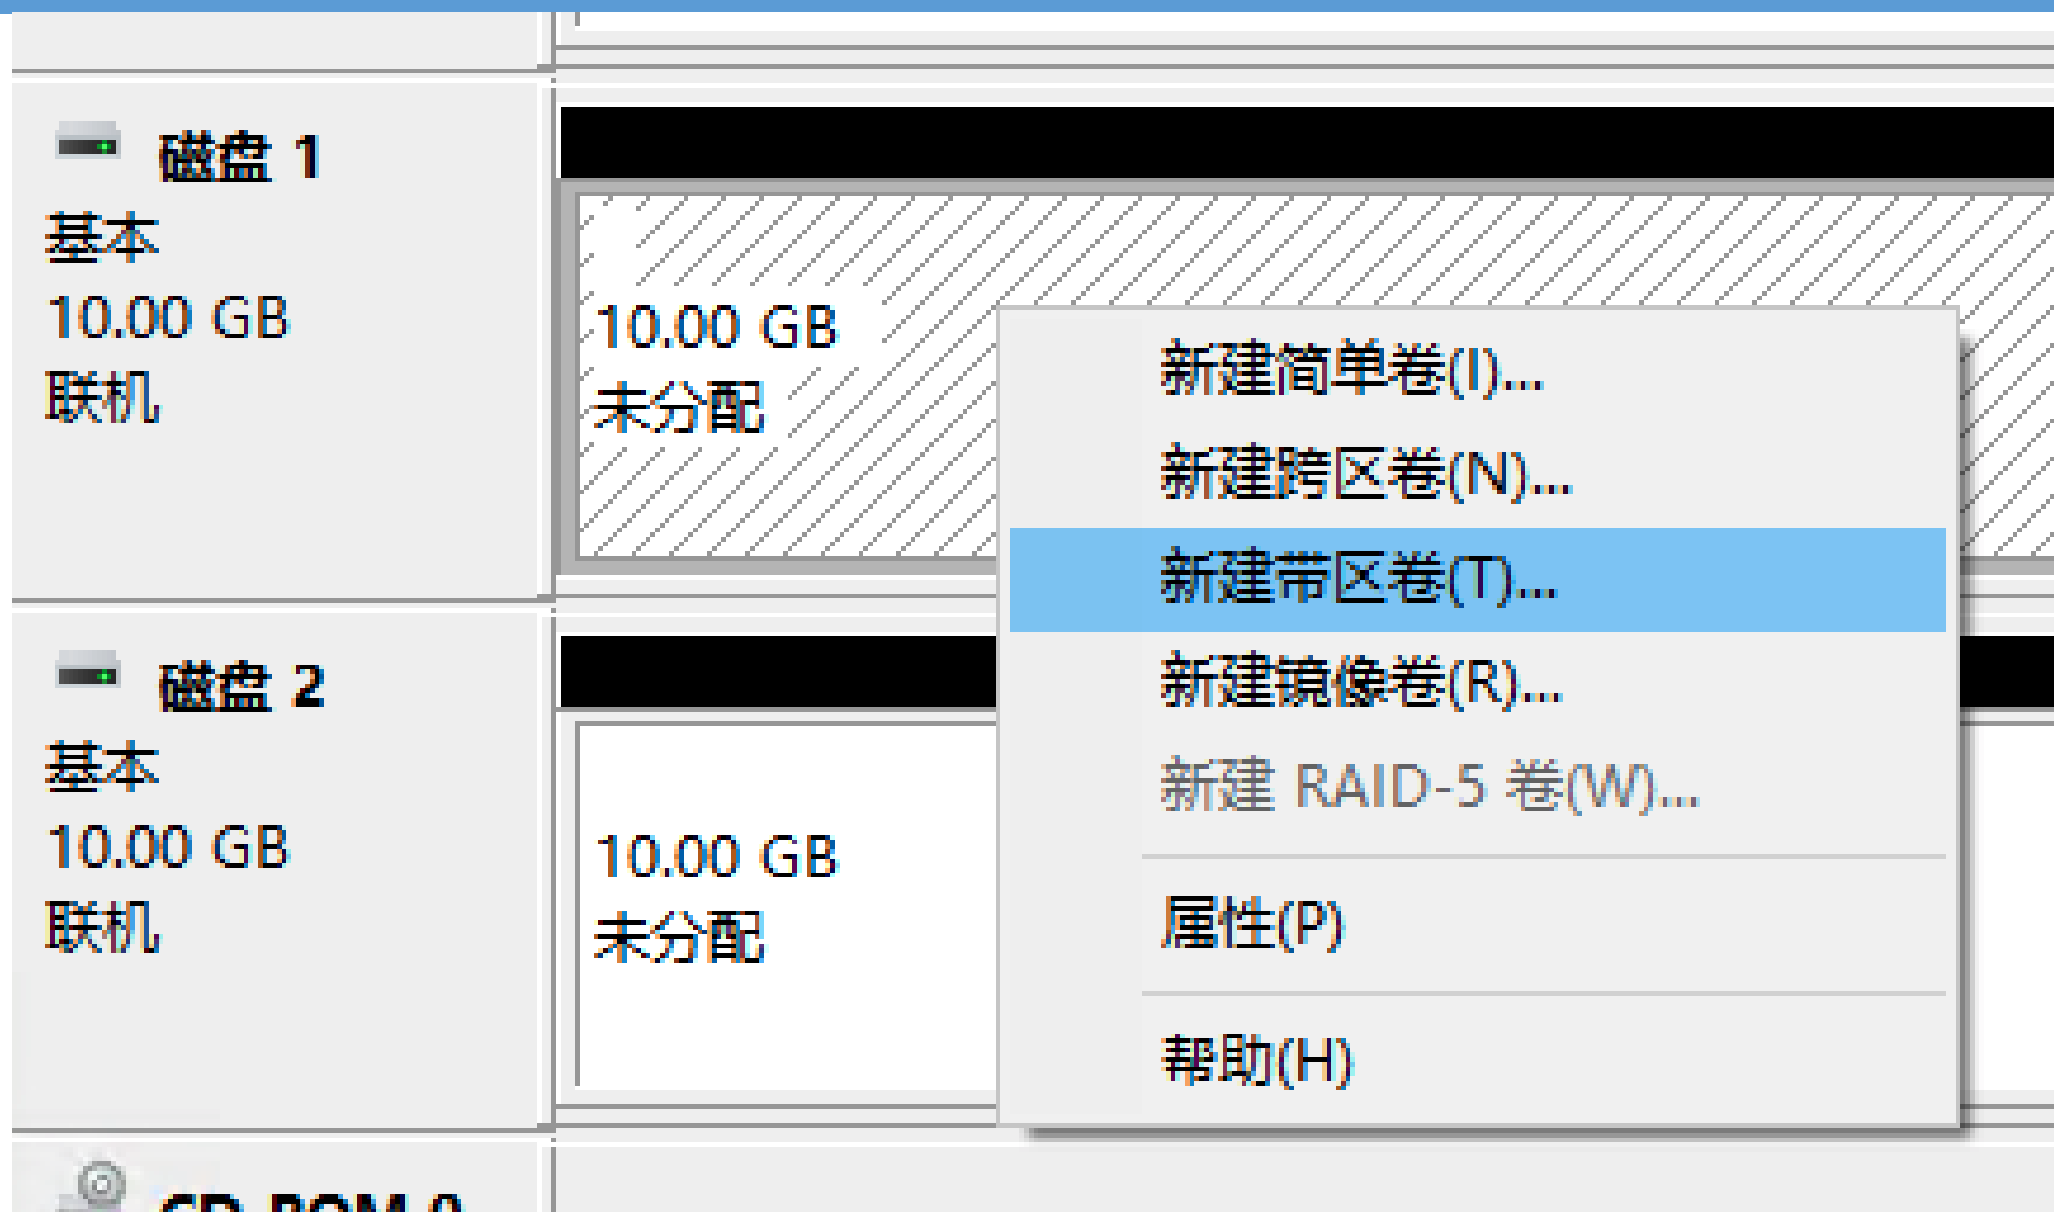 磁盘 1
基本
10.00 GB
联机
10.00 GB
未分配
新建简单卷(I)...
新建跨区卷(N)...
新建带区卷(T)...
新建镜像卷(R)...
新建 RAID-5 卷(W)...
属性(P)
帮助(H)
磁盘 2
基本
10.00 GB
联机
10.00 GB
未分配
CD-ROM 0